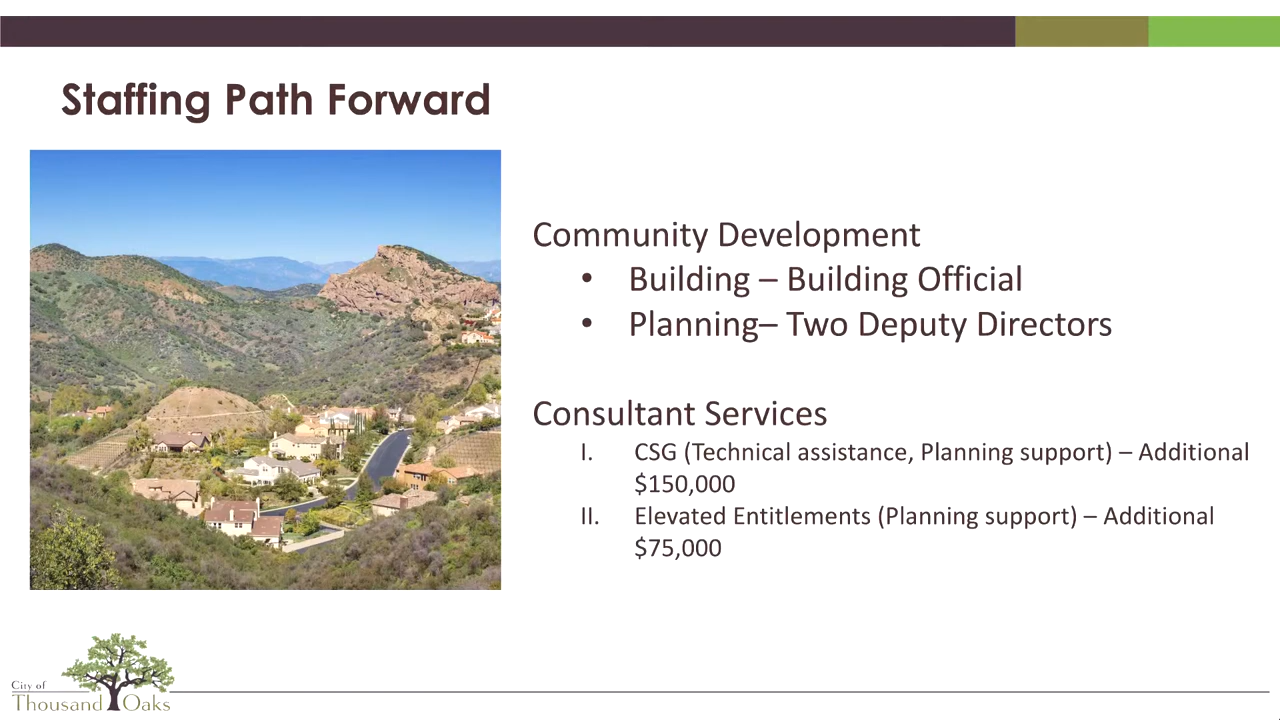 Staffing Path Forward
Community Development
• Building – Building Official
• Planning– Two Deputy Directors
Consultant Services
I. CSG (Technical assistance, Planning support) – Additional
$150,000
II. Elevated Entitlements (Planning support) – Additional
$75,000
City of
Thousand Oaks